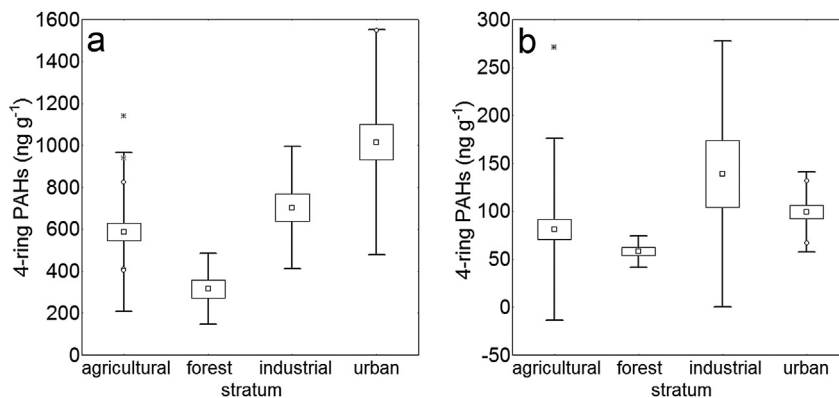 a
4-ring PAHs (ng g⁻¹)
1600
1400
1200
1000
800
600
400
200
0
agricultural forest industrial urban
stratum
b
4-ring PAHs (ng g⁻¹)
300
250
200
150
100
50
0
-50
agricultural forest industrial urban
stratum